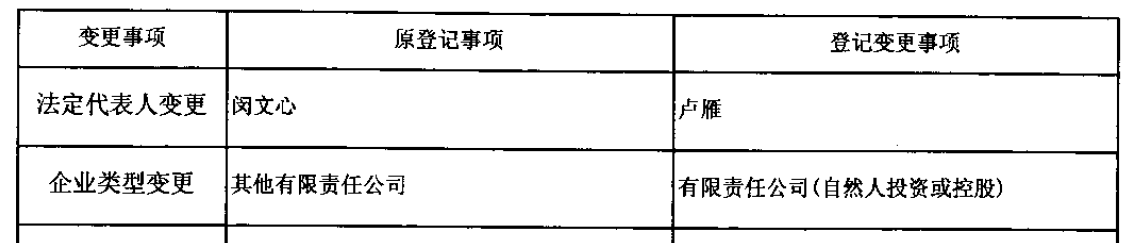 变更事项 原登记事项 登记变更事项
法定代表人变更 闵文心 卢雁
企业类型变更 其他有限责任公司 有限责任公司(自然人投资或控股)